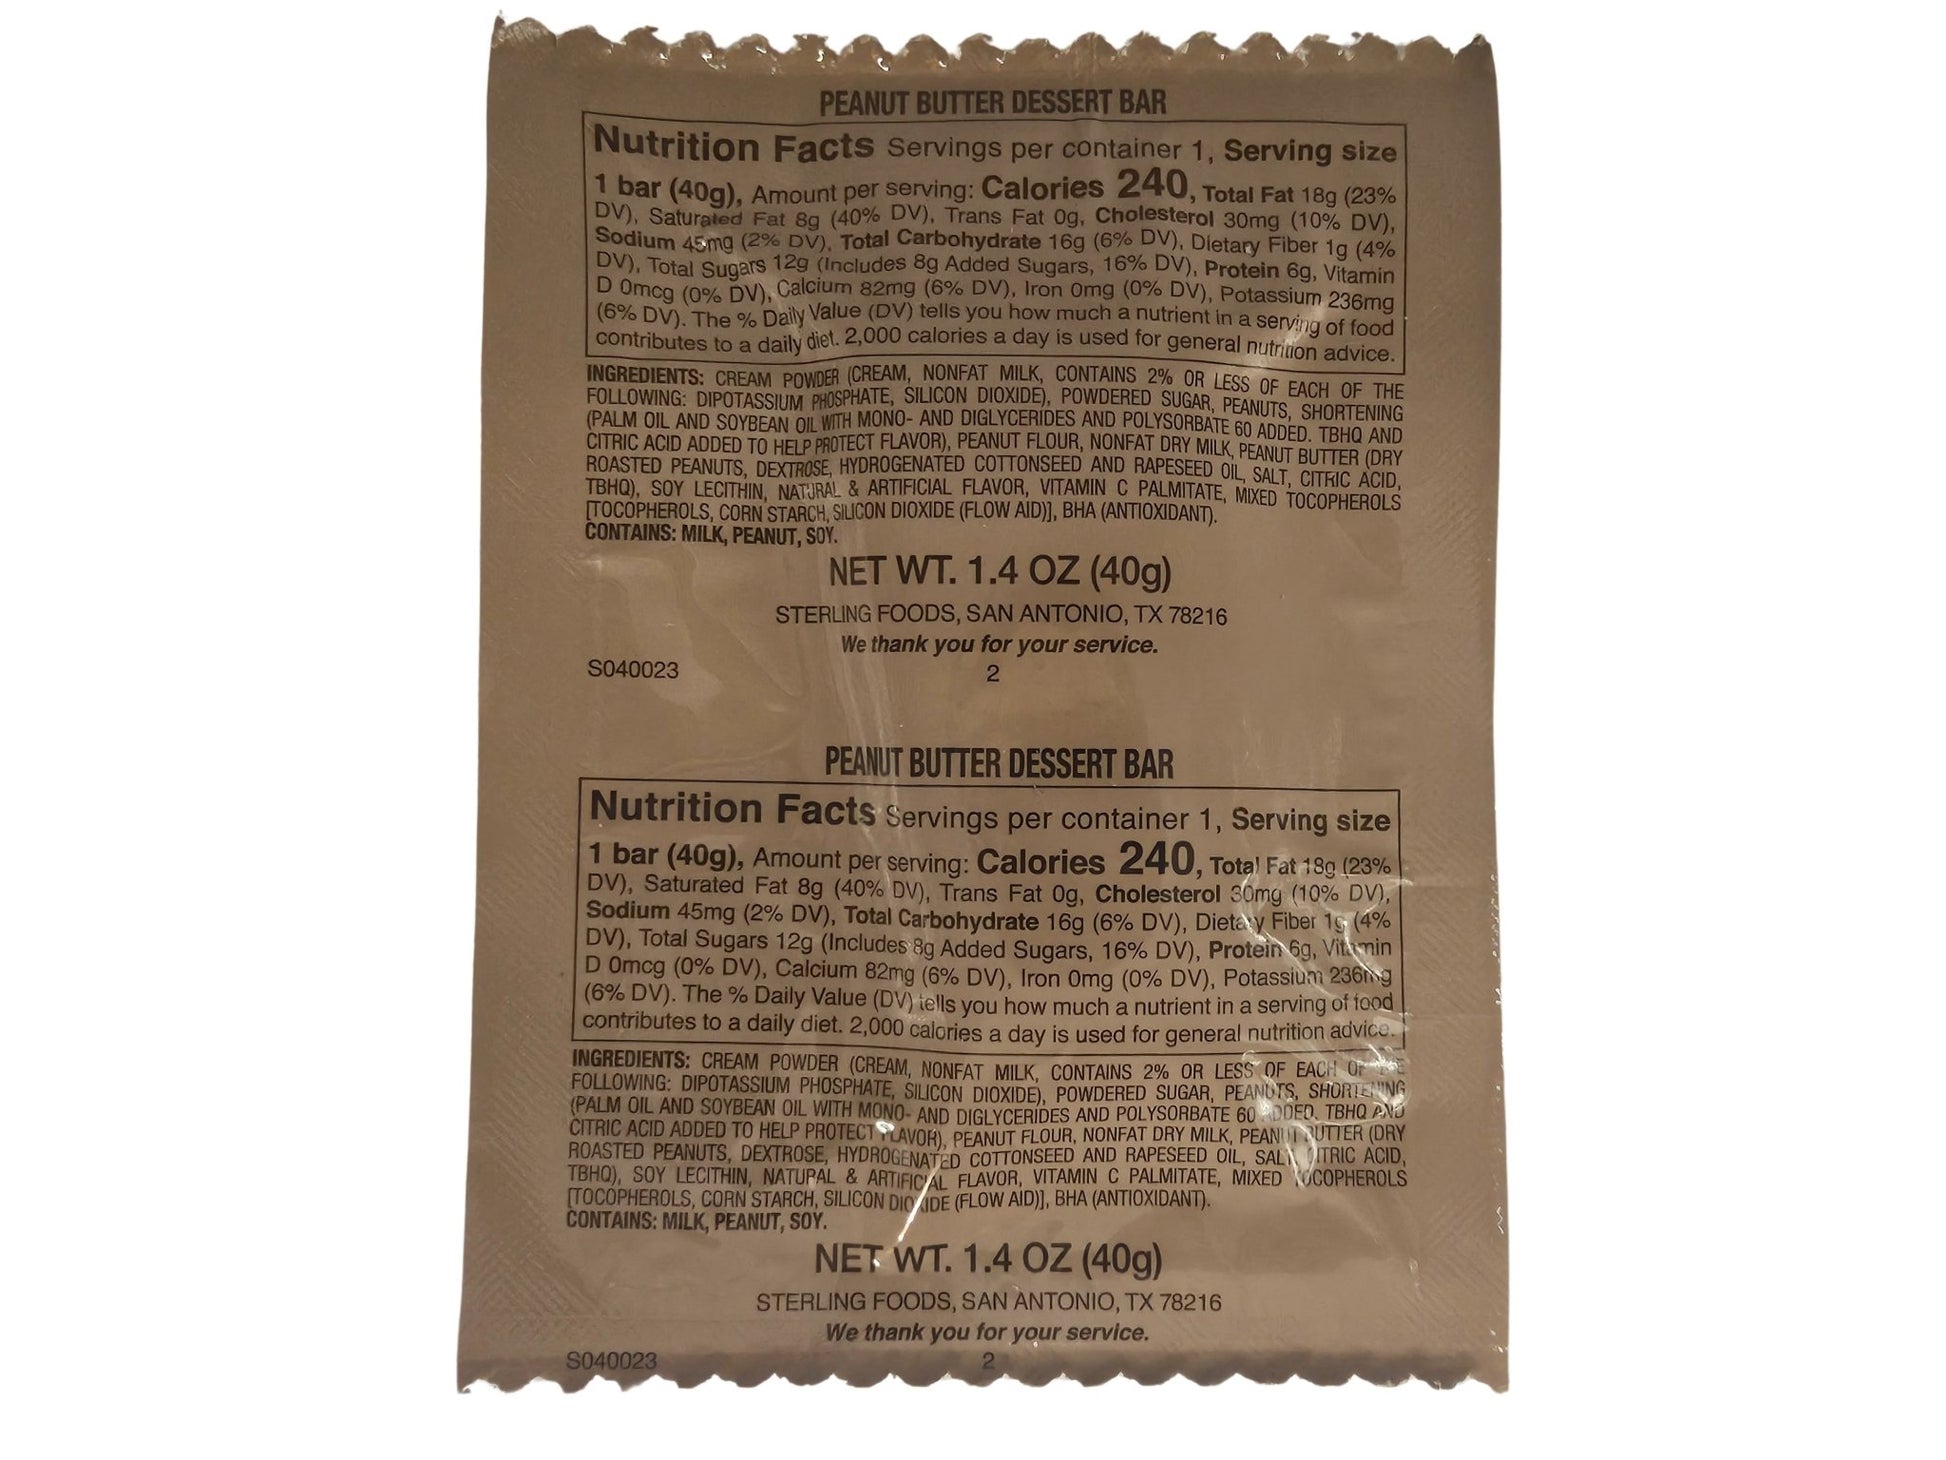 PEANUT BUTTER DESSERT BAR
Nutrition Facts Servings per container 1, Serving size
1 bar (40g), Amount per serving: Calories 240, Total Fat 18g (23%
DV), Saturated Fat 8g (40% DV), Trans Fat 0g, Cholesterol 30mg (10% DV),
Sodium 45mg (2% DV), Total Carbohydrate 16g (6% DV), Dietary Fiber 1g (4%
DV), Total Sugars 12g (Includes 8g Added Sugars, 16% DV), Protein 6g, Vitamin
D 0mcg (0% DV), Calcium 82mg (6% DV), Iron 0mg (0% DV), Potassium 236mg
(6% DV). The % Daily Value (DV) tells you how much a nutrient in a serving of food
contributes to a daily diet. 2,000 calories a day is used for general nutrition advice.
INGREDIENTS: CREAM POWDER (CREAM, NONFAT MILK, CONTAINS 2% OR LESS OF EACH OF THE
FOLLOWING: DIPOTASSIUM PHOSPHATE, SILICON DIOXIDE), POWDERED SUGAR, PEANUTS, SHORTENING
(PALM OIL AND SOYBEAN OIL WITH MONO- AND DIGLYCERIDES AND POLYSORBATE 60 ADDED. TBHQ AND
CITRIC ACID ADDED TO HELP PROTECT FLAVOR), PEANUT FLOUR, NONFAT DRY MILK, PEANUT BUTTER (DRY
ROASTED PEANUTS, DEXTROSE, HYDROGENATED COTTONSEED AND RAPESEED OIL, SALT, CITRIC ACID,
TBHQ), SOY LECITHIN, NATURAL & ARTIFICIAL FLAVOR, VITAMIN C PALMITATE, MIXED TOCOPHEROLS
[TOCOPHEROLS, CORN STARCH, SILICON DIOXIDE (FLOW AID)], BHA (ANTIOXIDANT).
CONTAINS: MILK, PEANUT, SOY.
NET WT. 1.4 OZ (40g)
STERLING FOODS, SAN ANTONIO, TX 78216
We thank you for your service.
S040023 2
PEANUT BUTTER DESSERT BAR
Nutrition Facts Servings per container 1, Serving size
1 bar (40g), Amount per serving: Calories 240, Total Fat 18g (23%
DV), Saturated Fat 8g (40% DV), Trans Fat 0g, Cholesterol 30mg (10% DV),
Sodium 45mg (2% DV), Total Carbohydrate 16g (6% DV), Dietary Fiber 1g (4%
DV), Total Sugars 12g (Includes 8g Added Sugars, 16% DV), Protein 6g, Vitamin
D 0mcg (0% DV), Calcium 82mg (6% DV), Iron 0mg (0% DV), Potassium 236mg
(6% DV). The % Daily Value (DV) tells you how much a nutrient in a serving of food
contributes to a daily diet. 2,000 calories a day is used for general nutrition advice.
INGREDIENTS: CREAM POWDER (CREAM, NONFAT MILK, CONTAINS 2% OR LESS OF EACH OF THE
FOLLOWING: DIPOTASSIUM PHOSPHATE, SILICON DIOXIDE), POWDERED SUGAR, PEANUTS, SHORTENING
(PALM OIL AND SOYBEAN OIL WITH MONO- AND DIGLYCERIDES AND POLYSORBATE 60 ADDED. TBHQ AND
CITRIC ACID ADDED TO HELP PROTECT FLAVOR), PEANUT FLOUR, NONFAT DRY MILK, PEANUT BUTTER (DRY
ROASTED PEANUTS, DEXTROSE, HYDROGENATED COTTONSEED AND RAPESEED OIL, SALT, CITRIC ACID,
TBHQ), SOY LECITHIN, NATURAL & ARTIFICIAL FLAVOR, VITAMIN C PALMITATE, MIXED TOCOPHEROLS
[TOCOPHEROLS, CORN STARCH, SILICON DIOXIDE (FLOW AID)], BHA (ANTIOXIDANT).
CONTAINS: MILK, PEANUT, SOY.
NET WT. 1.4 OZ (40g)
STERLING FOODS, SAN ANTONIO, TX 78216
We thank you for your service.
S040023 2